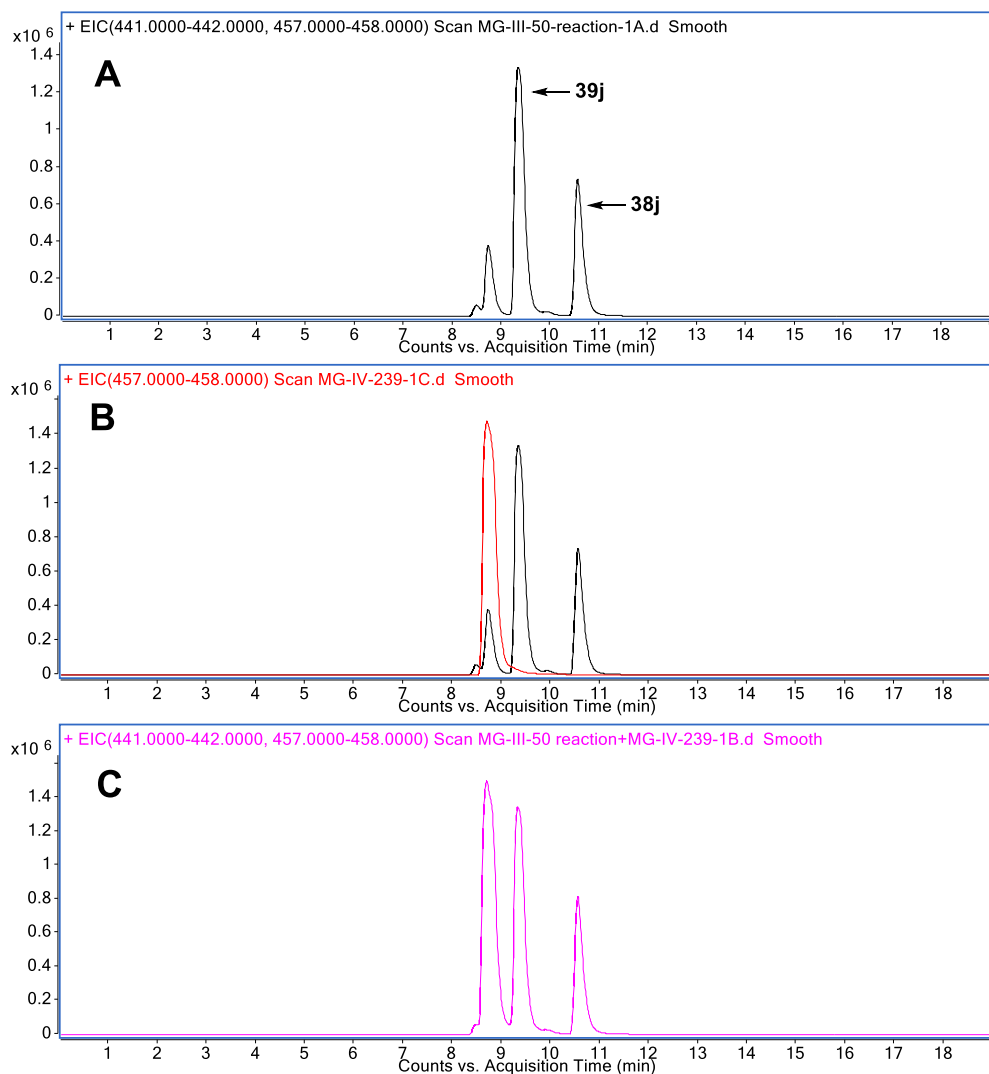 + EIC(441.0000-442.0000, 457.0000-458.0000) Scan MG-III-50-reaction-1A.d Smooth
x10 6
A
39j
38j
1.4
1.2
1
0.8
0.6
0.4
0.2
0
1 2 3 4 5 6 7 8 9 10 11 12 13 14 15 16 17 18
Counts vs. Acquisition Time (min)
+ EIC(457.0000-458.0000) Scan MG-IV-239-1C.d Smooth
x10 6
B
1.4
1.2
1
0.8
0.6
0.4
0.2
0
1 2 3 4 5 6 7 8 9 10 11 12 13 14 15 16 17 18
Counts vs. Acquisition Time (min)
+ EIC(441.0000-442.0000, 457.0000-458.0000) Scan MG-III-50 reaction+MG-IV-239-1B.d Smooth
x10 6
C
1.4
1.2
1
0.8
0.6
0.4
0.2
0
1 2 3 4 5 6 7 8 9 10 11 12 13 14 15 16 17 18
Counts vs. Acquisition Time (min)